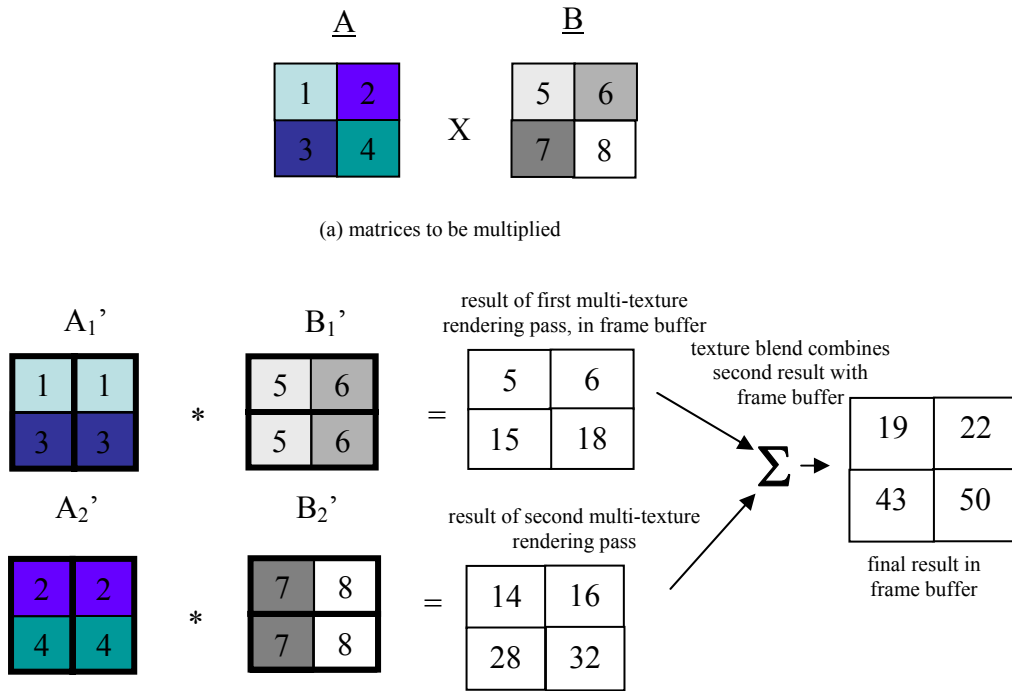 A B
1 2 5 6
X
3 4 7 8
(a) matrices to be multiplied
A1’ B1’
result of first multi-texture
rendering pass, in frame buffer
texture blend combines
second result with
frame buffer
1 1 5 6 5 6
* =
3 3 5 6 15 18
Σ
19 22
43 50
final result in
frame buffer
A2’ B2’
result of second multi-texture
rendering pass
2 2 7 8 14 16
* =
4 4 7 8 28 32